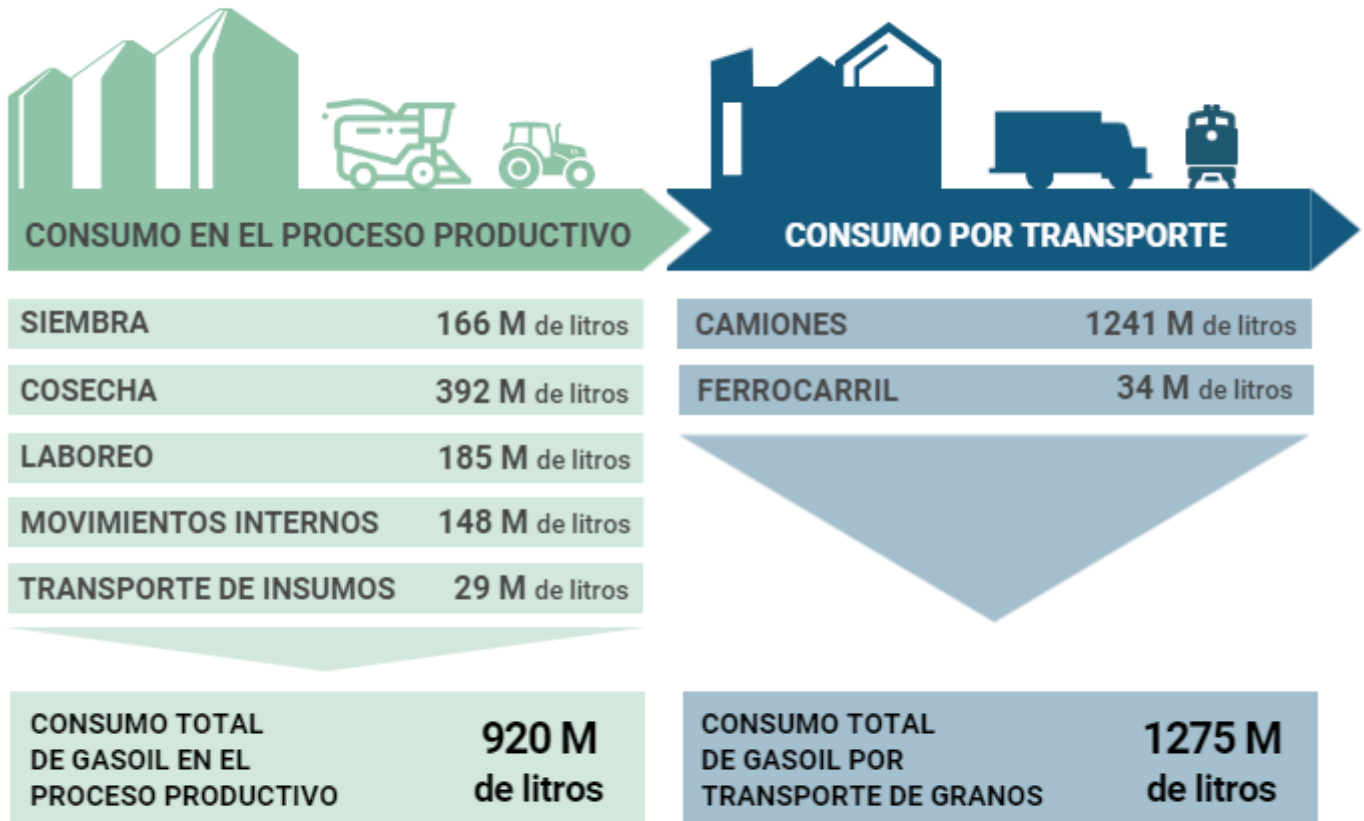 CONSUMO EN EL PROCESO PRODUCTIVO
SIEMBRA 166 M de litros
COSECHA 392 M de litros
LABOREO 185 M de litros
MOVIMIENTOS INTERNOS 148 M de litros
TRANSPORTE DE INSUMOS 29 M de litros
CONSUMO TOTAL
DE GASOIL EN EL
PROCESO PRODUCTIVO
920 M
de litros
CONSUMO POR TRANSPORTE
CAMIONES 1241 M de litros
FERROCARRIL 34 M de litros
CONSUMO TOTAL
DE GASOIL POR
TRANSPORTE DE GRANOS
1275 M
de litros